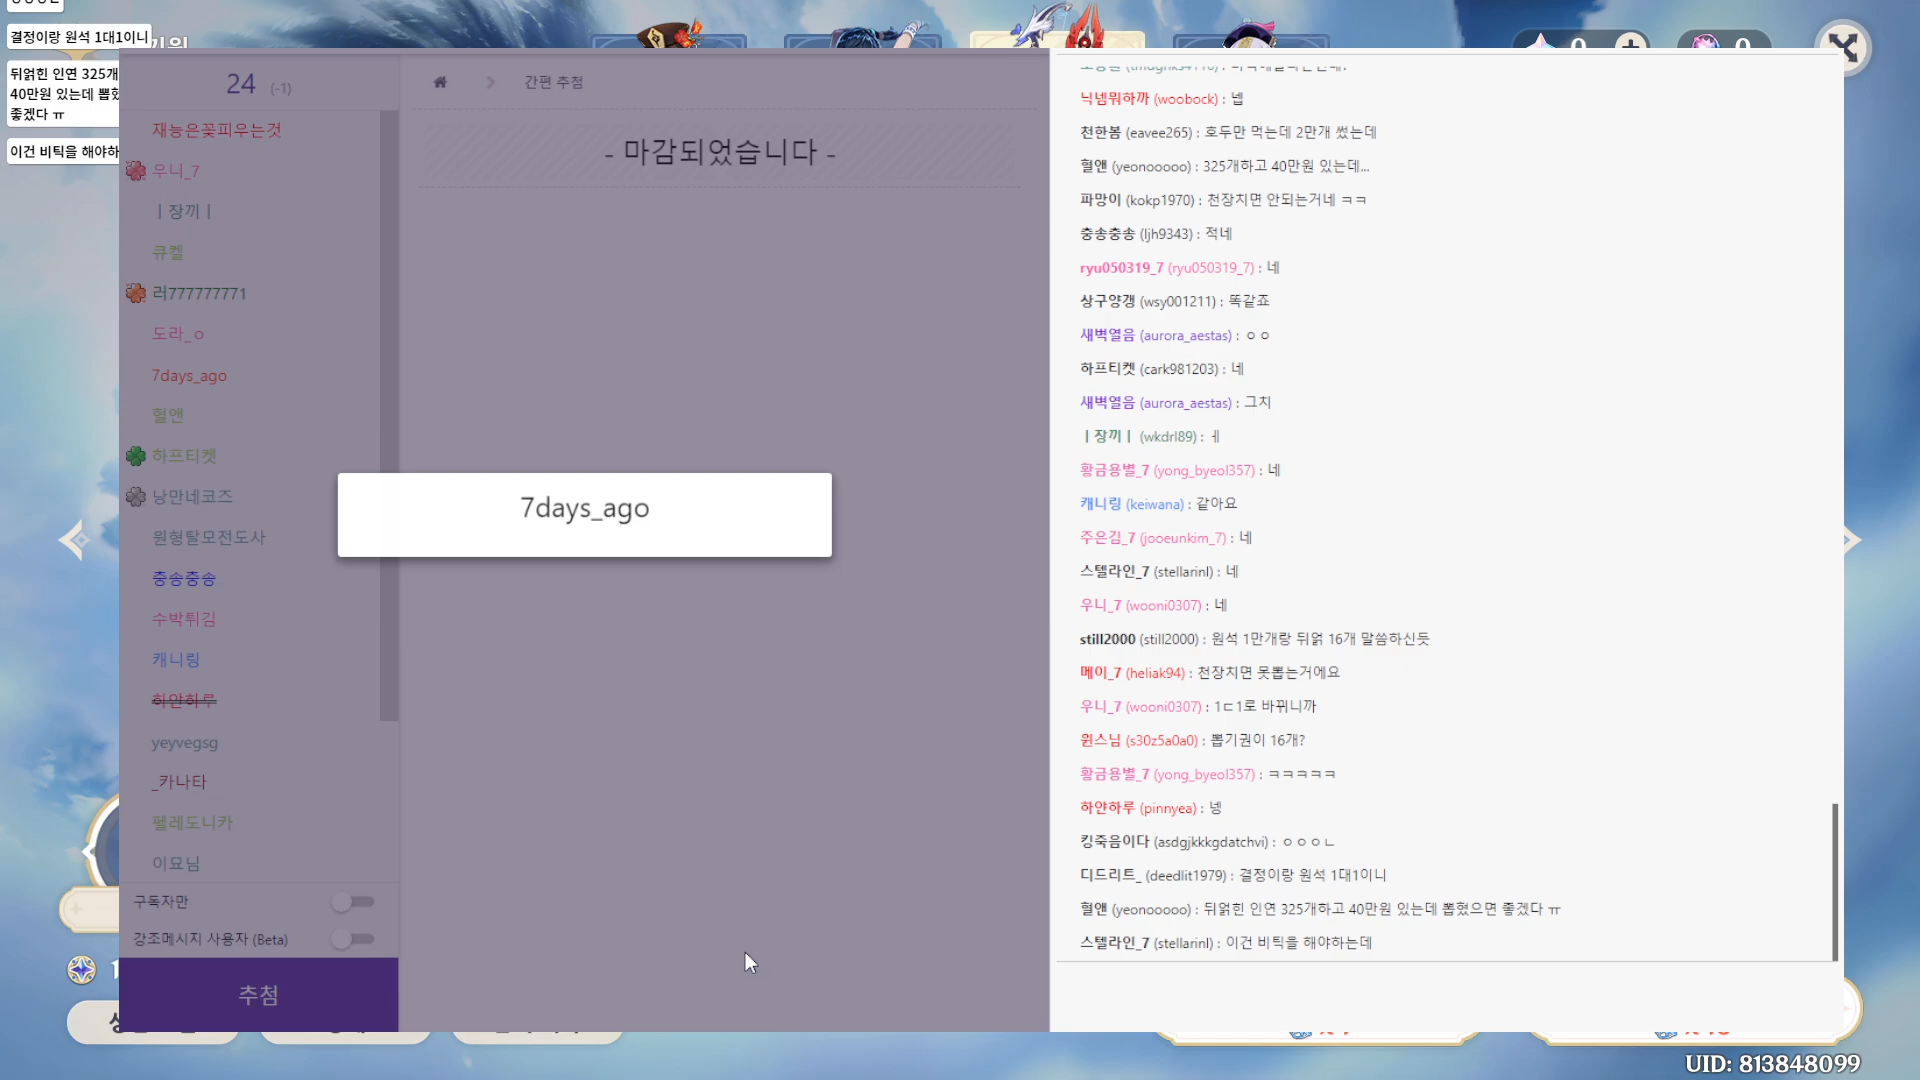 결정이랑 원석 1대1이니
뒤얽힌 인연 325개
40만원 있는데 뽑혔
좋겠다 ㅠ
이건 비틱을 해야하
기원
0
0
24 (-1)
재능은꽃피우는것
우니_7
ㅣ장끼ㅣ
큐켈
러777777771
도라_ㅇ
7days_ago
혈앤
하프티켓
낭만네코즈
원형탈모전도사
충송충송
수박튀김
캐니링
하얀하루
yeyvegsg
_카나타
펠레도니카
이묘님
구독자만
강조메시지 사용자 (Beta)
추첨
간편 추첨
- 마감되었습니다 -
7days_ago
닉넴뭐하까 (woobock) : 넵
천한봄 (eavee265) : 호두만 먹는데 2만개 썼는데
혈앤 (yeonooooo) : 325개하고 40만원 있는데...
파망이 (kokp1970) : 천장치면 안되는거네 ㅋㅋ
충송충송 (ljh9343) : 적네
ryu050319_7 (ryu050319_7) : 네
상구양갱 (wsy001211) : 똑같죠
새벽열음 (aurora_aestas) : ㅇㅇ
하프티켓 (cark981203) : 네
새벽열음 (aurora_aestas) : 그치
ㅣ장끼ㅣ (wkdrl89) : ㅔ
황금용별_7 (yong_byeol357) : 네
캐니링 (keiwana) : 같아요
주은김_7 (jooeunkim_7) : 네
스텔라인_7 (stellarinl) : 네
우니_7 (wooni0307) : 네
still2000 (still2000) : 원석 1만개랑 뒤얽 16개 말씀하신듯
메이_7 (heliak94) : 천장치면 못뽑는거에요
우니_7 (wooni0307) : 1ㄷ1로 바뀌니까
윈스님 (s30z5a0a0) : 뽑기권이 16개?
황금용별_7 (yong_byeol357) : ㅋㅋㅋㅋㅋ
하얀하루 (pinnyea) : 넹
킹죽음이다 (asdgjkkkgdatchvi) : ㅇㅇㅇㄴ
디드리트_ (deedlit1979) : 결정이랑 원석 1대1이니
혈앤 (yeonooooo) : 뒤얽힌 인연 325개하고 40만원 있는데 뽑혔으면 좋겠다 ㅠ
스텔라인_7 (stellarinl) : 이건 비틱을 해야하는데
UID: 813848099